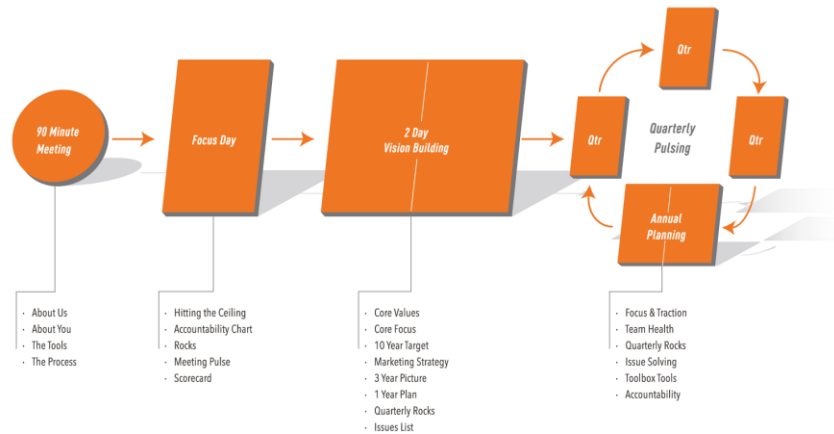 90 Minute
Meeting
Focus Day
2 Day
Vision Building
Qtr
Qtr
Quarterly
Pulsing
Qtr
Annual
Planning
· About Us
· About You
· The Tools
· The Process
· Hitting the Ceiling
· Accountability Chart
· Rocks
· Meeting Pulse
· Scorecard
· Core Values
· Core Focus
· 10 Year Target
· Marketing Strategy
· 3 Year Picture
· 1 Year Plan
· Quarterly Rocks
· Issues List
· Focus & Traction
· Team Health
· Quarterly Rocks
· Issue Solving
· Toolbox Tools
· Accountability